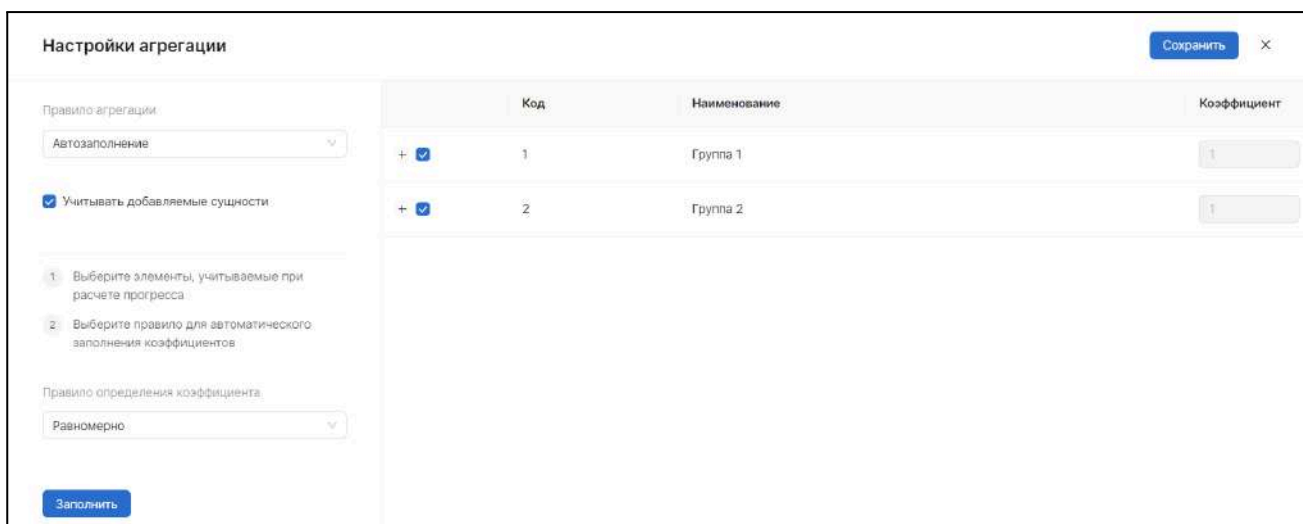 Настройки агрегации
Сохранить
Правило агрегации
Автозаполнение
Учитывать добавляемые сущности
1 Выберите элементы, учитываемые при
расчете прогресса
2 Выберите правило для автоматического
заполнения коэффициентов
Правило определения коэффициента
Равномерно
Заполнить
Код Наименование Коэффициент
1 Группа 1 1
2 Группа 2 1